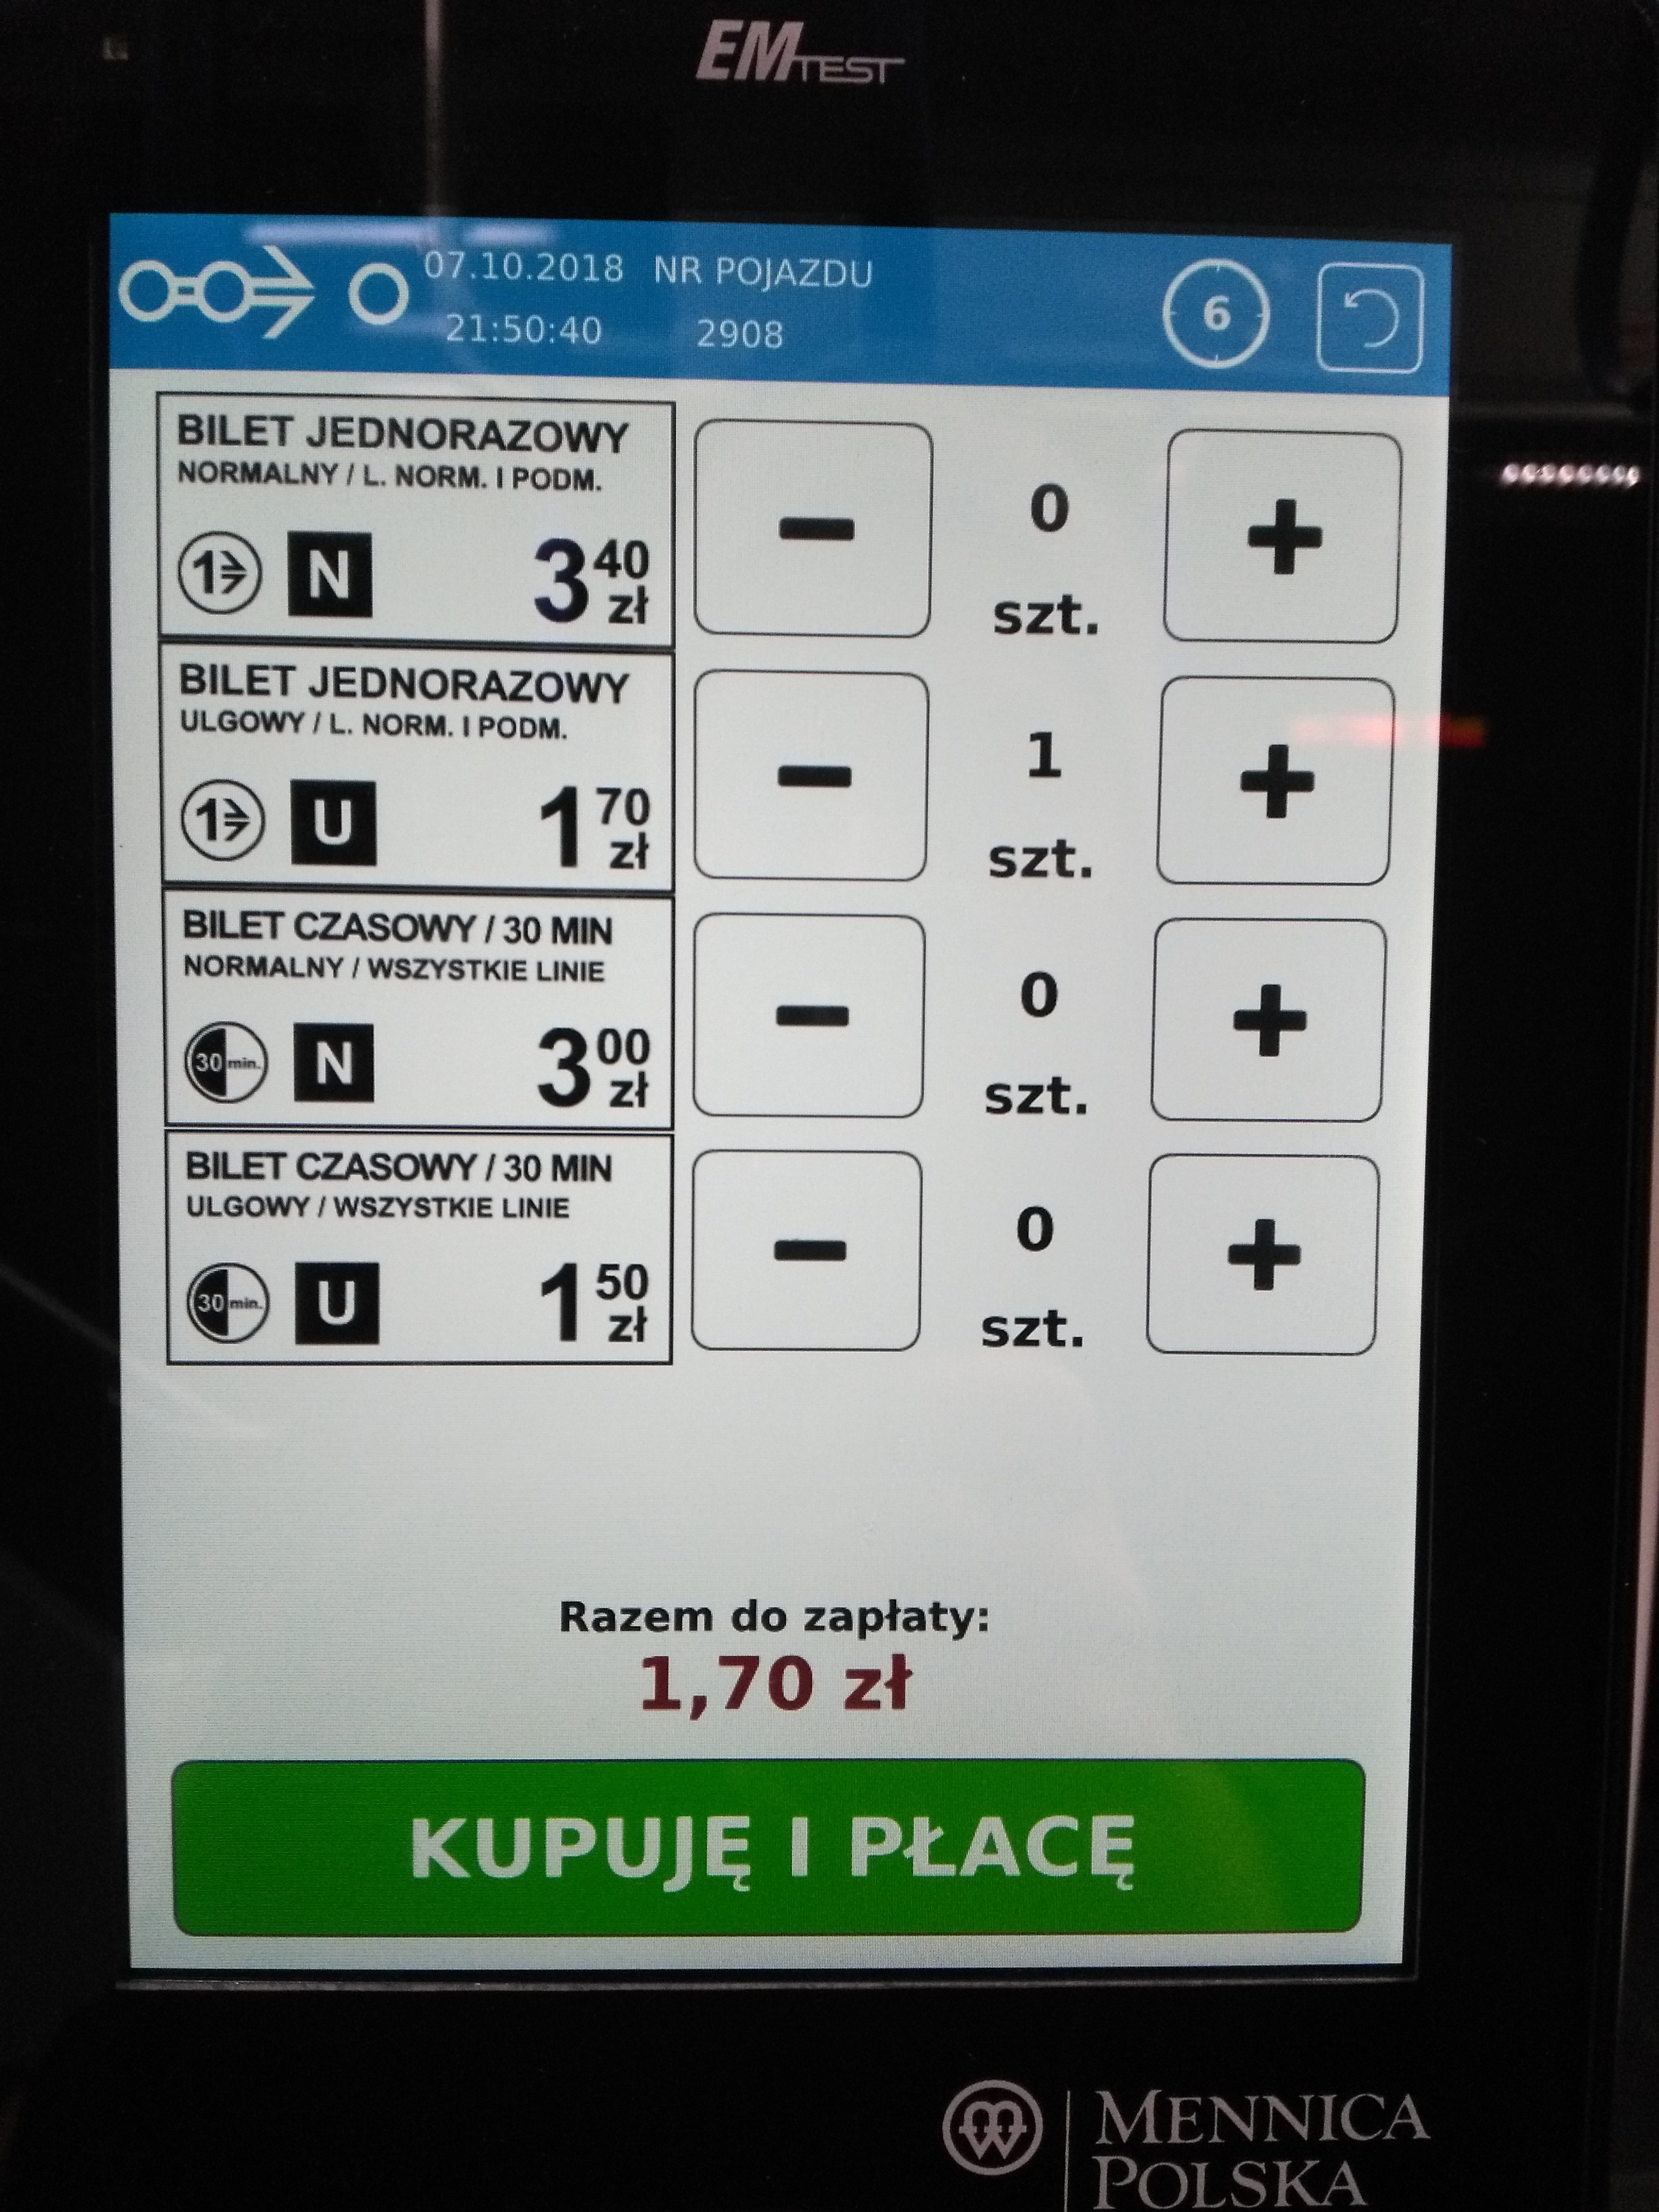 EMTEST
07.10.2018 NR POJAZDU
21:50:40 2908
6
BILET JEDNORAZOWY
NORMALNY / L. NORM. I PODM.
1 N 3 40 zł
− 0 szt. +
BILET JEDNORAZOWY
ULGOWY / L. NORM. I PODM.
1 U 1 70 zł
− 1 szt. +
BILET CZASOWY / 30 MIN
NORMALNY / WSZYSTKIE LINIE
30 min. N 3 00 zł
− 0 szt. +
BILET CZASOWY / 30 MIN
ULGOWY / WSZYSTKIE LINIE
30 min. U 1 50 zł
− 0 szt. +
Razem do zapłaty:
1,70 zł
KUPUJĘ I PŁACĘ
MENNICA
POLSKA